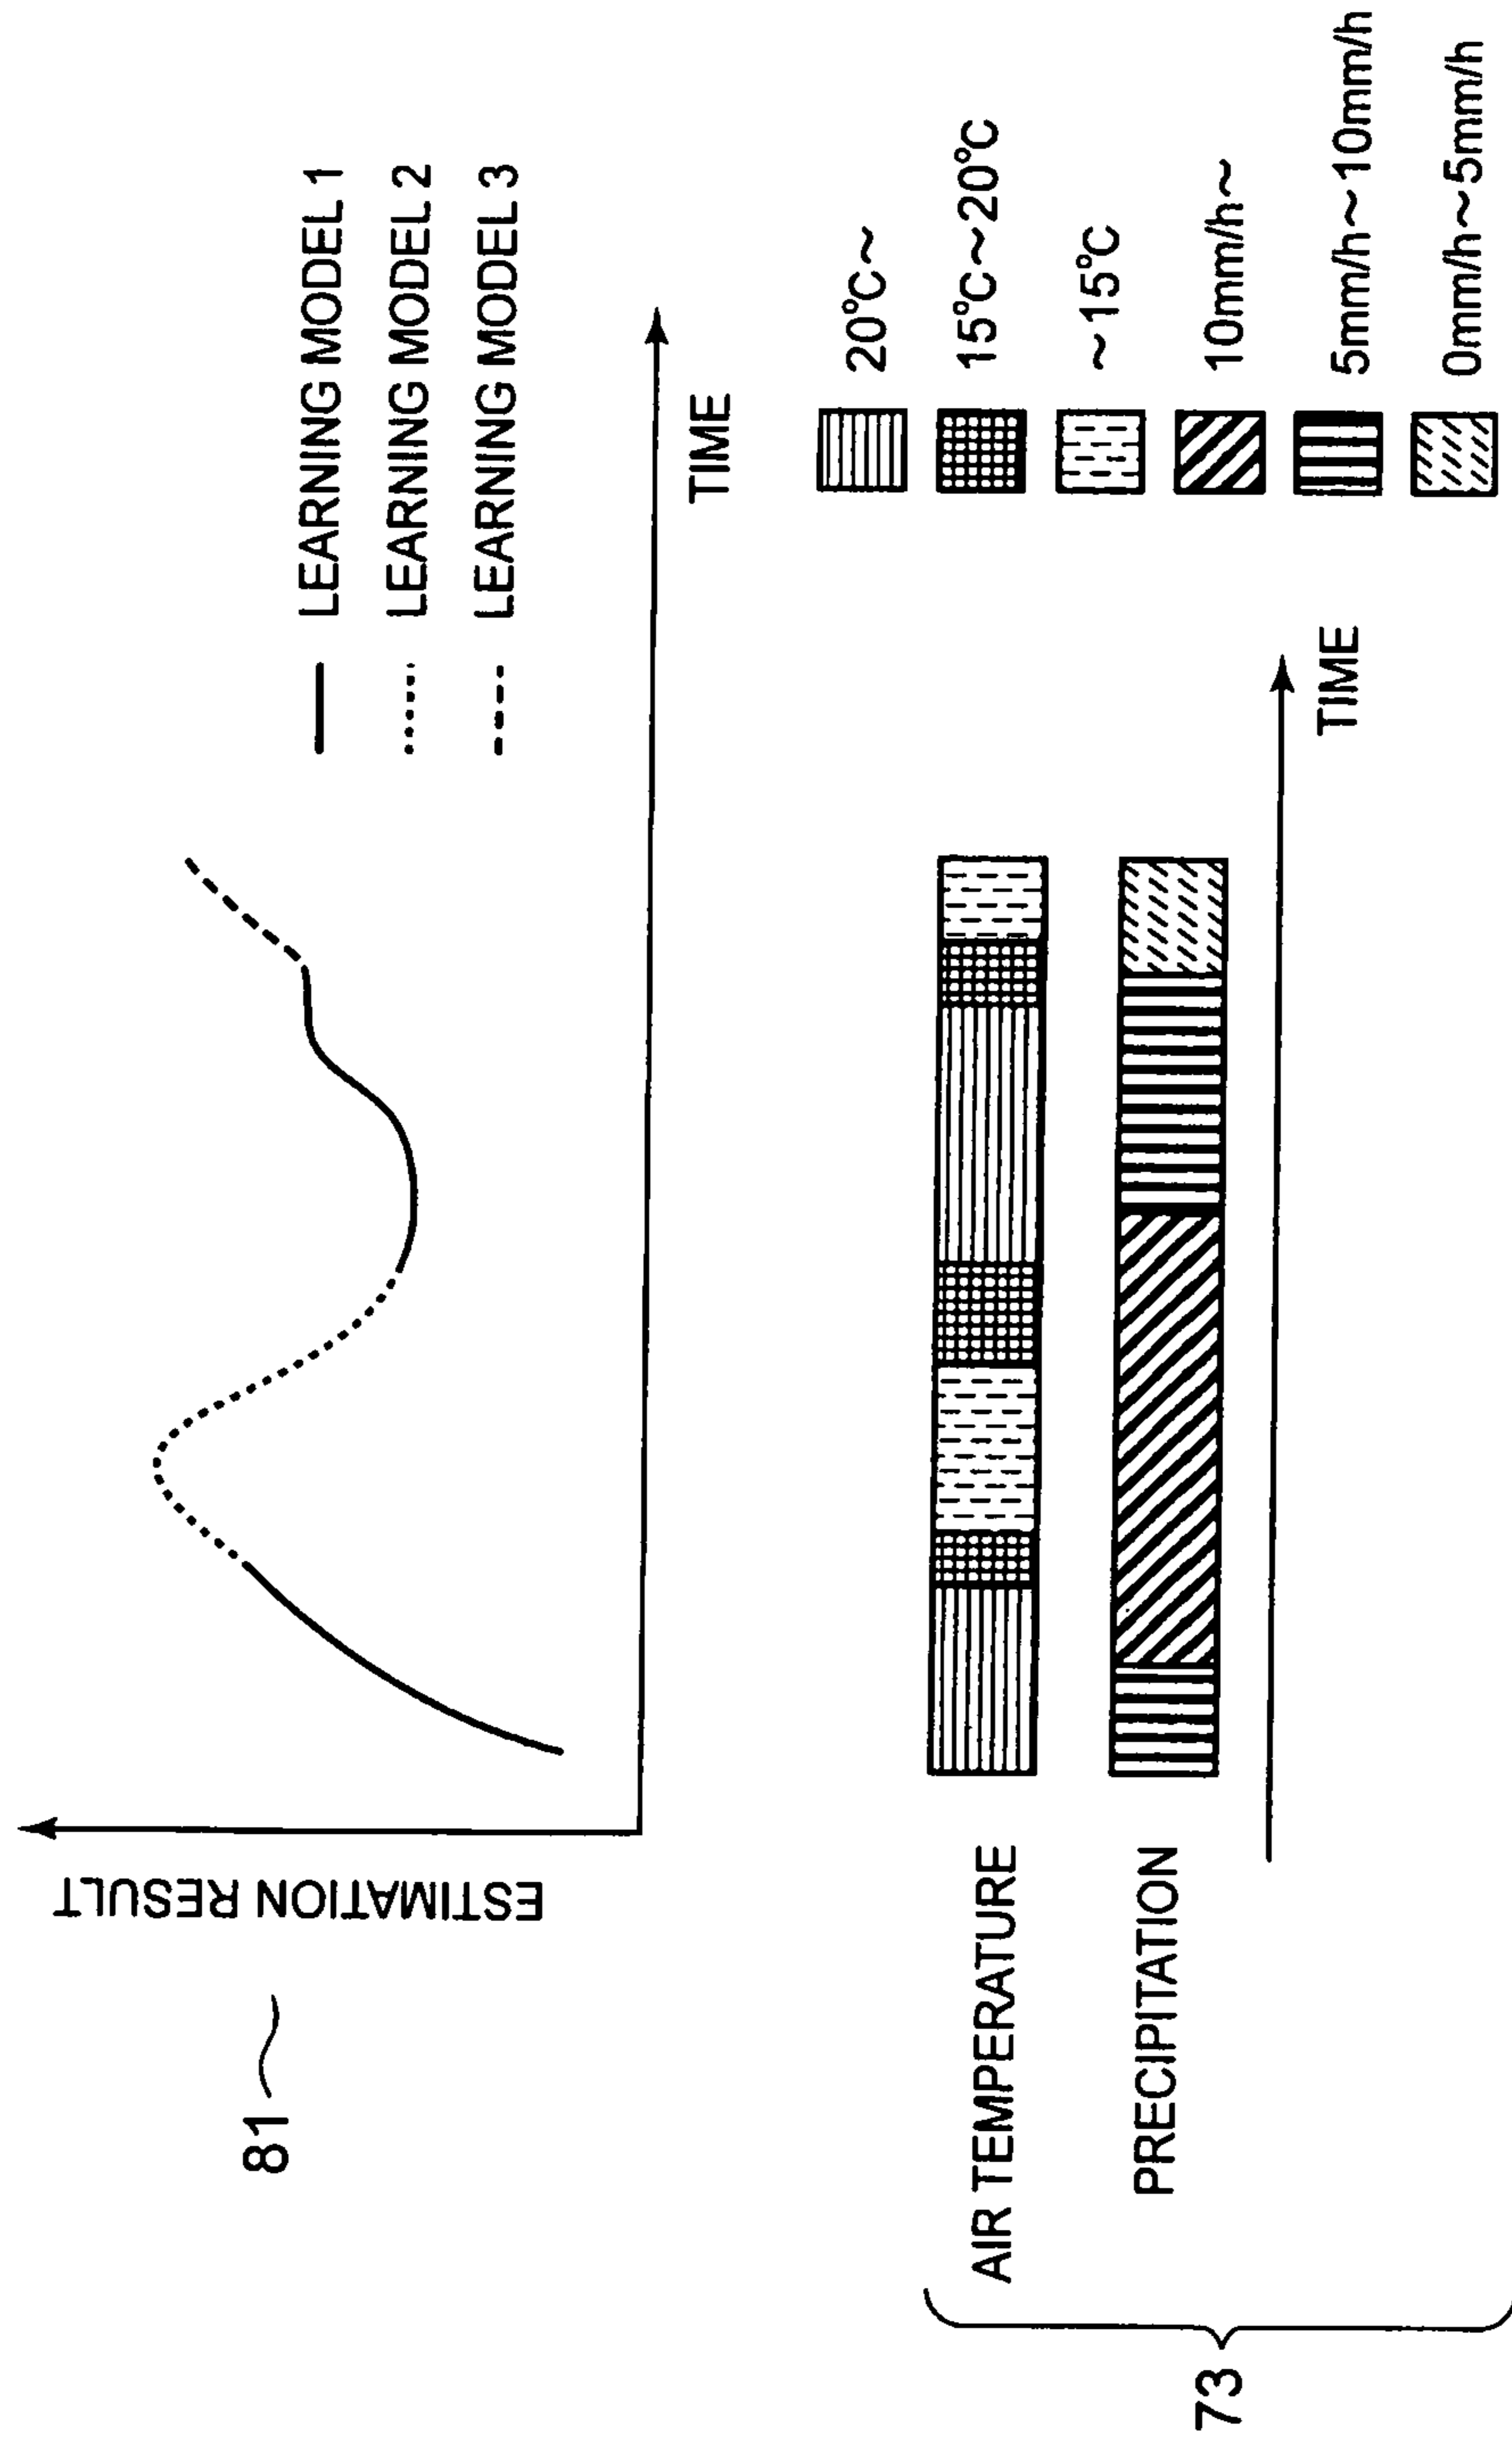 81
ESTIMATION RESULT
LEARNING MODEL 1
LEARNING MODEL 2
LEARNING MODEL 3
TIME
73
AIR TEMPERATURE
PRECIPITATION
TIME
20°C~
15°C~20°C
~15°C
10mm/h~
5mm/h~10mm/h
0mm/h~5mm/h